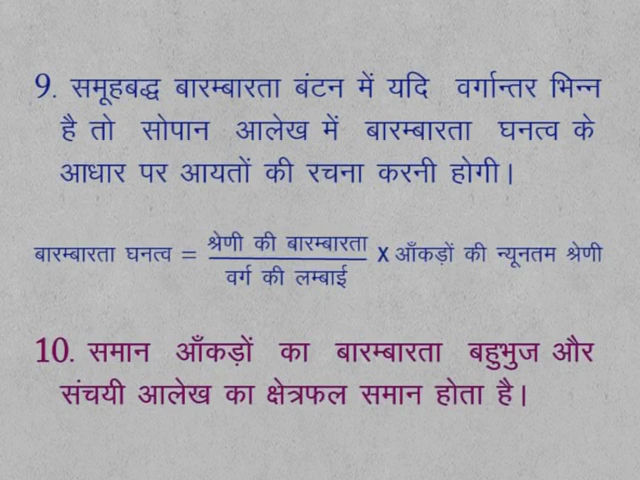 9. समूहबद्ध बारम्बारता बंटन में यदि वर्गान्तर भिन्न
है तो सोपान आलेख में बारम्बारता घनत्व के
आधार पर आयतों की रचना करनी होगी।
बारम्बारता घनत्व = श्रेणी की बारम्बारता / वर्ग की लम्बाई X आँकड़ों की न्यूनतम श्रेणी
10. समान आँकड़ों का बारम्बारता बहुभुज और
संचयी आलेख का क्षेत्रफल समान होता है।